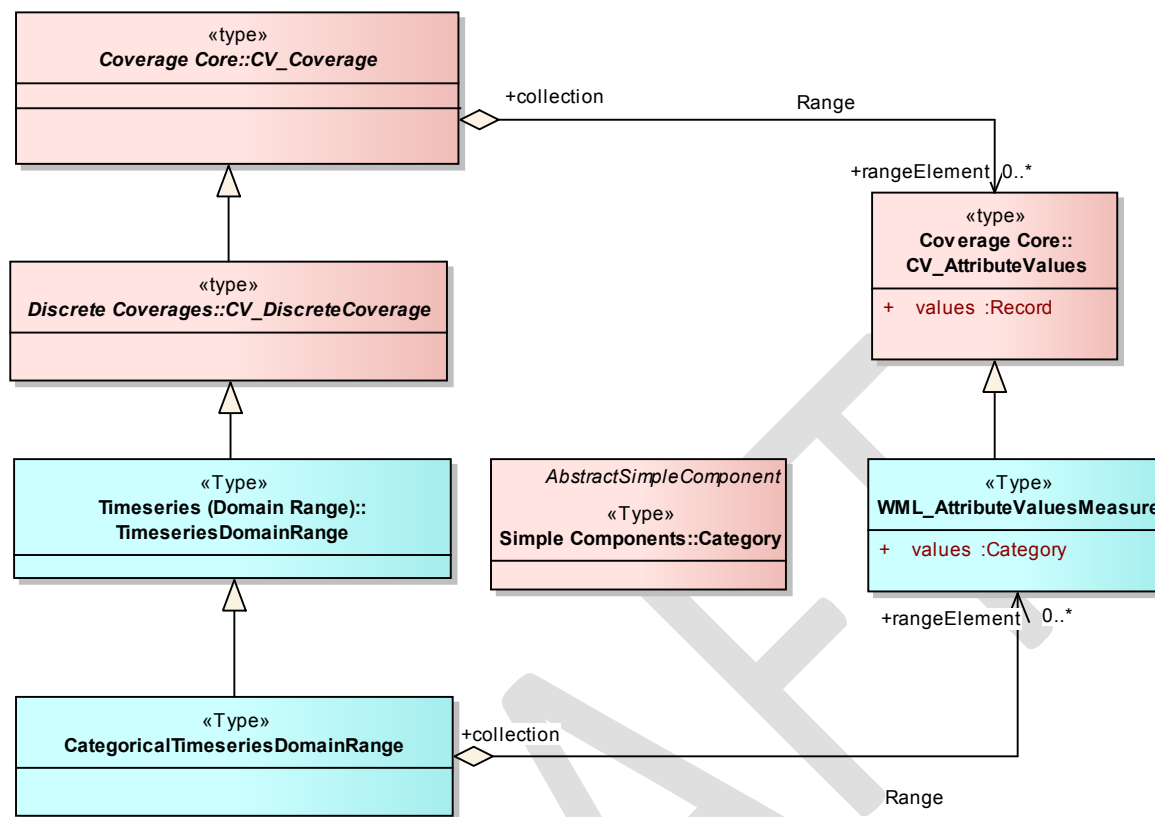 «type»
Coverage Core::CV_Coverage
+collection
Range
+rangeElement 0..*
«type»
Coverage Core::
CV_AttributeValues
+ values :Record
«type»
Discrete Coverages::CV_DiscreteCoverage
«Type»
Timeseries (Domain Range)::
TimeseriesDomainRange
AbstractSimpleComponent
«Type»
Simple Components::Category
«Type»
WML_AttributeValuesMeasure
+ values :Category
+rangeElement 0..*
«Type»
CategoricalTimeseriesDomainRange
+collection
Range